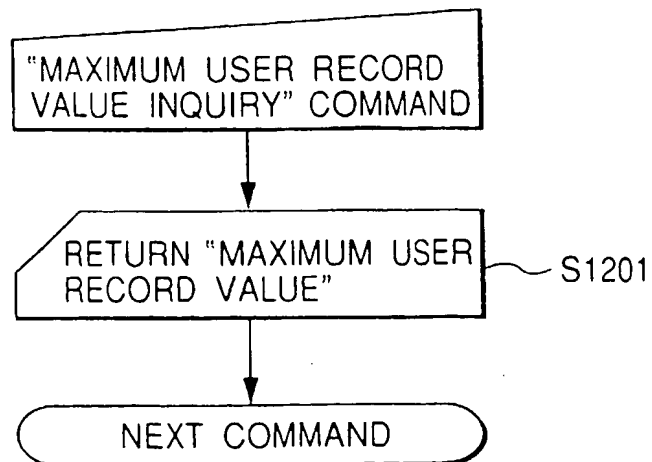 "MAXIMUM USER RECORD
VALUE INQUIRY" COMMAND
RETURN "MAXIMUM USER
RECORD VALUE"
S1201
NEXT COMMAND